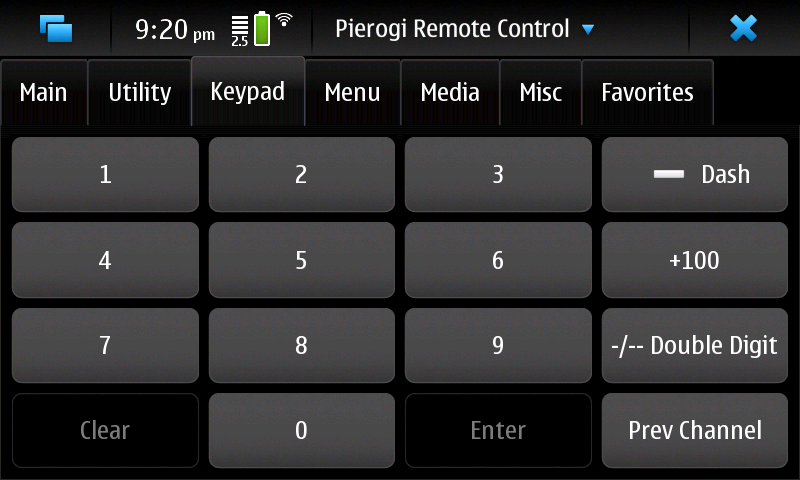 9:20 pm 2.5 Pierogi Remote Control
Main Utility Keypad Menu Media Misc Favorites
1 2 3 Dash
4 5 6 +100
7 8 9 -/-- Double Digit
Clear 0 Enter Prev Channel